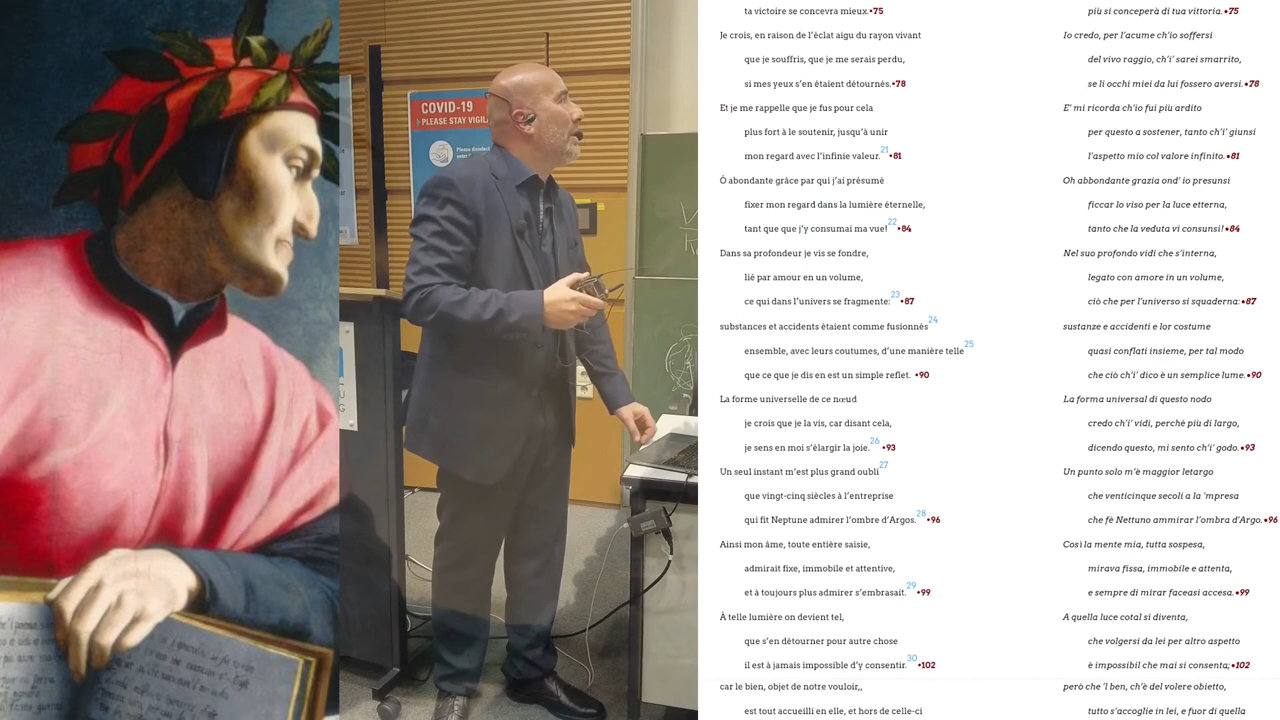 COVID-19
PLEASE STAY VIGIL
Please disinfect
ta victoire se concevra mieux.•75
Je crois, en raison de l'éclat aigu du rayon vivant
que je souffris, que je me serais perdu,
si mes yeux s'en étaient détournés.•78
Et je me rappelle que je fus pour cela
plus fort à le soutenir, jusqu'à unir
mon regard avec l'infinie valeur.21•81
Ô abondante grâce par qui j'ai présumé
fixer mon regard dans la lumière éternelle,
tant que que j'y consumai ma vue!22•84
Dans sa profondeur je vis se fondre,
lié par amour en un volume,
ce qui dans l'univers se fragmente:23•87
substances et accidents étaient comme fusionnés24
ensemble, avec leurs coutumes, d'une manière telle25
que ce que je dis en est un simple reflet. •90
La forme universelle de ce nœud
je crois que je la vis, car disant cela,
je sens en moi s'élargir la joie.26•93
Un seul instant m'est plus grand oubli27
que vingt-cinq siècles à l'entreprise
qui fit Neptune admirer l'ombre d'Argos.28•96
Ainsi mon âme, toute entière saisie,
admirait fixe, immobile et attentive,
et à toujours plus admirer s'embrasait.29•99
À telle lumière on devient tel,
que s'en détourner pour autre chose
il est à jamais impossible d'y consentir.30•102
car le bien, objet de notre vouloir,,
est tout accueilli en elle, et hors de celle-ci
più si conceperà di tua vittoria.•75
Io credo, per l'acume ch'io soffersi
del vivo raggio, ch'i' sarei smarrito,
se li occhi miei da lui fossero aversi.•78
E' mi ricorda ch'io fui più ardito
per questo a sostener, tanto ch'i' giunsi
l'aspetto mio col valore infinito.•81
Oh abbondante grazia ond' io presunsi
ficcar lo viso per la luce etterna,
tanto che la veduta vi consunsi!•84
Nel suo profondo vidi che s'interna,
legato con amore in un volume,
ciò che per l'universo si squaderna:•87
sustanze e accidenti e lor costume
quasi conflati insieme, per tal modo
che ciò ch'i' dico è un semplice lume.•90
La forma universal di questo nodo
credo ch'i' vidi, perché più di largo,
dicendo questo, mi sento ch'i' godo.•93
Un punto solo m'è maggior letargo
che venticinque secoli a la 'mpresa
che fé Nettuno ammirar l'ombra d'Argo.•96
Così la mente mia, tutta sospesa,
mirava fissa, immobile e attenta,
e sempre di mirar faceasi accesa.•99
A quella luce cotal si diventa,
che volgersi da lei per altro aspetto
è impossibil che mai si consenta;•102
però che 'l ben, ch'è del volere obietto,
tutto s'accoglie in lei, e fuor di quella